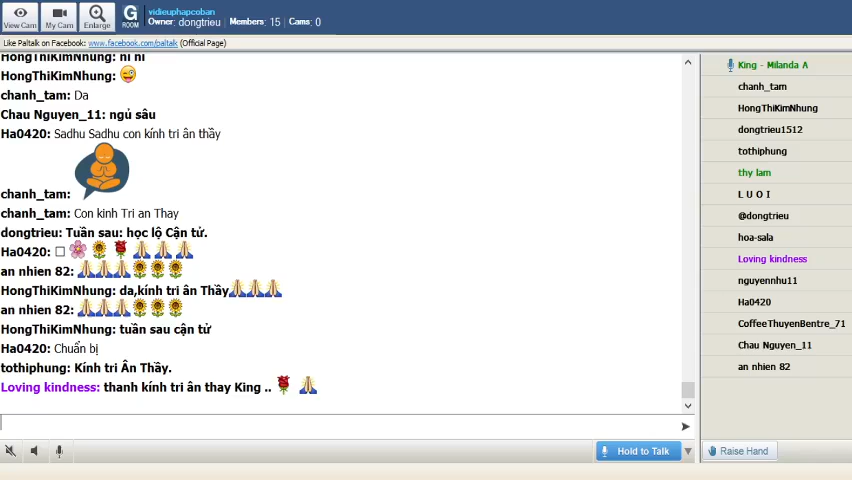 View Cam
My Cam
Enlarge
G
ROOM
vidieuphapcoban
Owner: dongtrieu Members: 15 Cams: 0
Like Paltalk on Facebook: www.facebook.com/paltalk (Official Page)
HongThiKimNhung: hi hi
HongThiKimNhung:
chanh_tam: Da
Chau Nguyen_11: ngủ sâu
Ha0420: Sadhu Sadhu con kính tri ân thầy
chanh_tam:
chanh_tam: Con kinh Tri an Thay
dongtrieu: Tuần sau: học lộ Cận tử.
Ha0420:
an nhien 82:
HongThiKimNhung: da,kính tri ân Thầy
an nhien 82:
HongThiKimNhung: tuần sau cận tử
Ha0420: Chuẩn bị
tothiphung: Kính tri Ân Thầy.
Loving kindness: thanh kính tri ân thay King ..
Hold to Talk
King - Milanda A
chanh_tam
HongThiKimNhung
dongtrieu1512
tothiphung
thy lam
L U O I
@dongtrieu
hoa-sala
Loving kindness
nguyennhu11
Ha0420
CoffeeThuyenBentre_71
Chau Nguyen_11
an nhien 82
Raise Hand